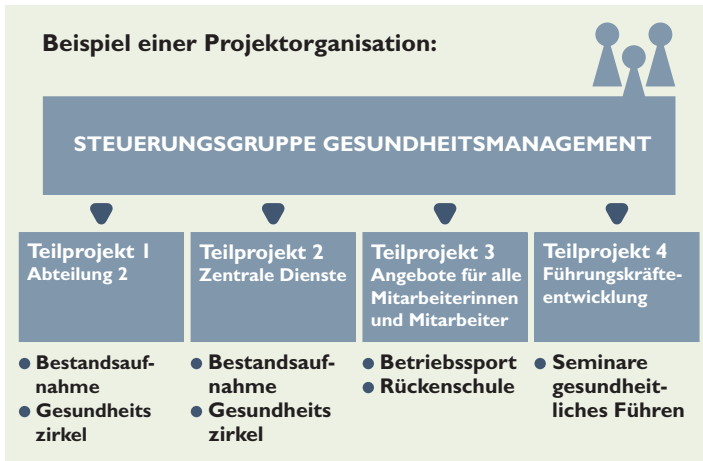 Beispiel einer Projektorganisation:
STEUERUNGSGRUPPE GESUNDHEITSMANAGEMENT
Teilprojekt 1
Abteilung 2
Teilprojekt 2
Zentrale Dienste
Teilprojekt 3
Angebote für alle
Mitarbeiterinnen
und Mitarbeiter
Teilprojekt 4
Führungskräfte-
entwicklung
• Bestandsauf-
nahme
• Gesundheits
zirkel
• Bestandsauf-
nahme
• Gesundheits
zirkel
• Betriebssport
• Rückenschule
• Seminare
gesundheit-
liches Führen